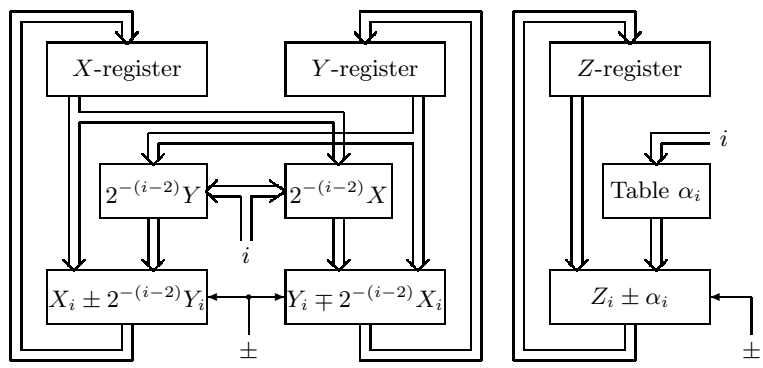 X-register Y-register Z-register
i
2^{-(i-2)}Y 2^{-(i-2)}X Table α_i
i
X_i ± 2^{-(i-2)}Y_i Y_i ∓ 2^{-(i-2)}X_i Z_i ± α_i
± ±